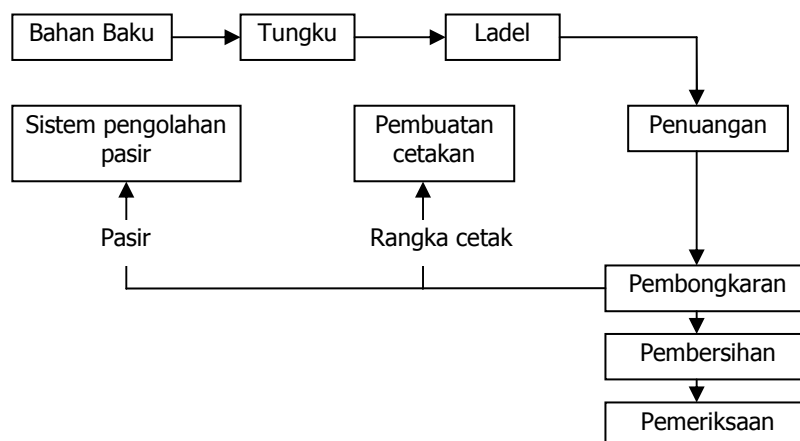 Bahan Baku
Tungku
Ladel
Sistem pengolahan
pasir
Pembuatan
cetakan
Penuangan
Pasir
Rangka cetak
Pembongkaran
Pembersihan
Pemeriksaan